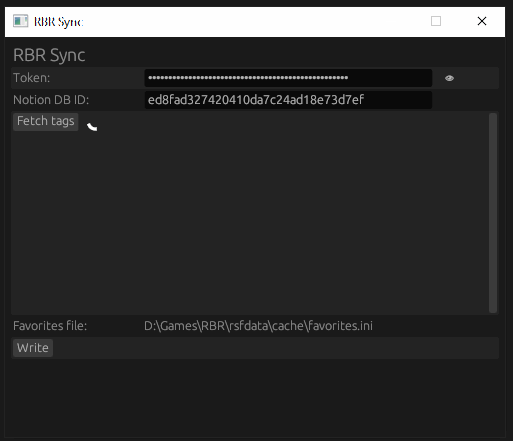 RBR Sync
RBR Sync
Token: ••••••••••••••••••••••••••••••••••••••••••••••••••
Notion DB ID: ed8fad327420410da7c24ad18e73d7ef
Fetch tags
Favorites file: D:\Games\RBR\rsfdata\cache\favorites.ini
Write